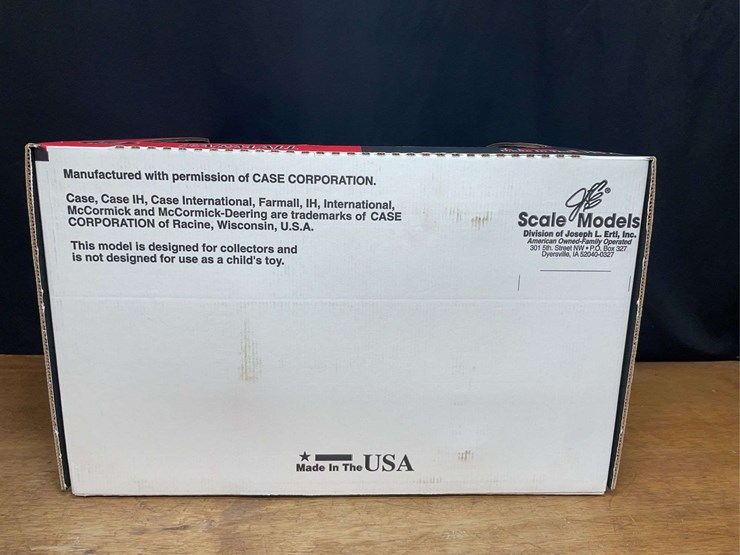 Manufactured with permission of CASE CORPORATION.
Case, Case IH, Case International, Farmall, IH, International,
McCormick and McCormick-Deering are trademarks of CASE
CORPORATION of Racine, Wisconsin, U.S.A.
This model is designed for collectors and
is not designed for use as a child's toy.
Scale Models
Division of Joseph L. Ertl, Inc.
American Owned-Family Operated
301 5th. Street NW • P.O. Box 327
Dyersville, IA 52040-0327
Made In The USA